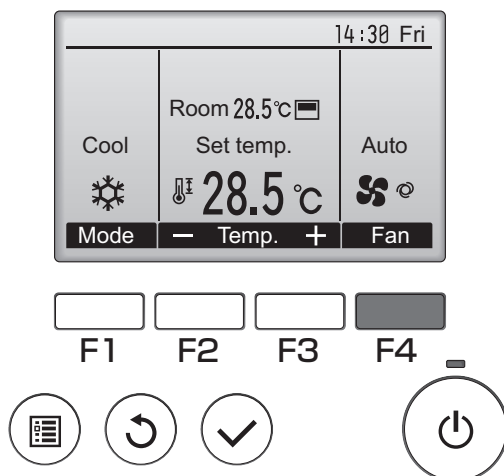 14:30 Fri
Room 28.5°C
Cool Set temp. Auto
28.5°C
Mode − Temp. + Fan
F1 F2 F3 F4